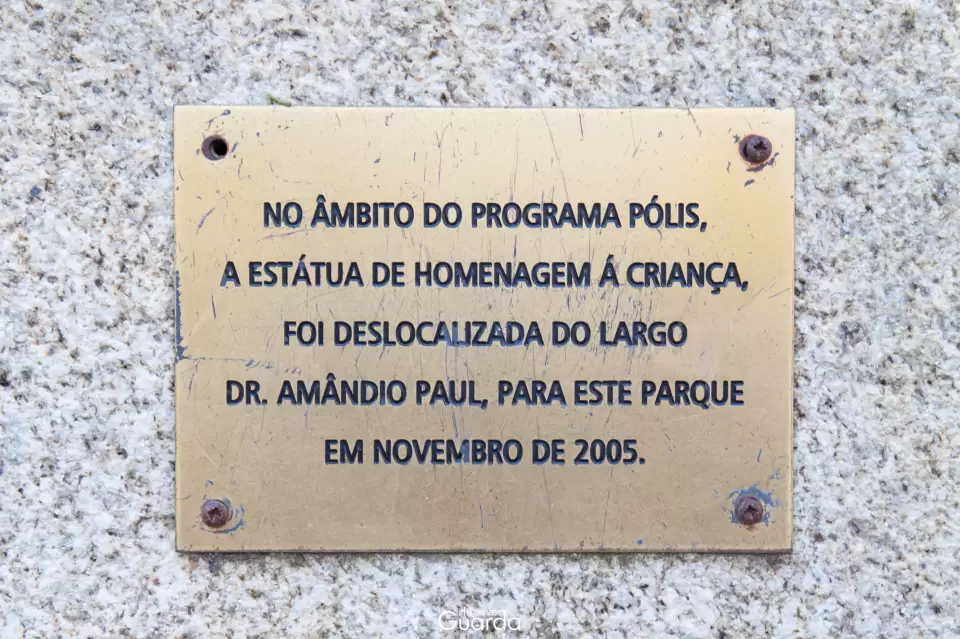 NO ÂMBITO DO PROGRAMA PÓLIS,
A ESTÁTUA DE HOMENAGEM Á CRIANÇA,
FOI DESLOCALIZADA DO LARGO
DR. AMÂNDIO PAUL, PARA ESTE PARQUE
EM NOVEMBRO DE 2005.
Guarda